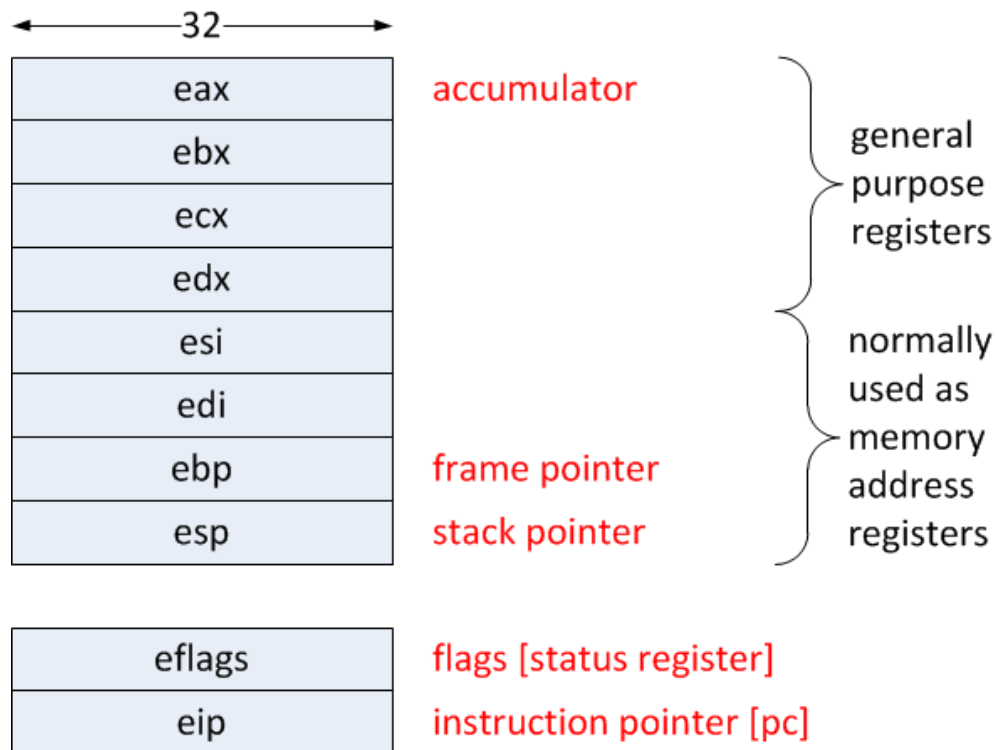 32
eax accumulator
ebx
ecx
edx
general
purpose
registers
esi
edi
ebp frame pointer
esp stack pointer
normally
used as
memory
address
registers
eflags flags [status register]
eip instruction pointer [pc]